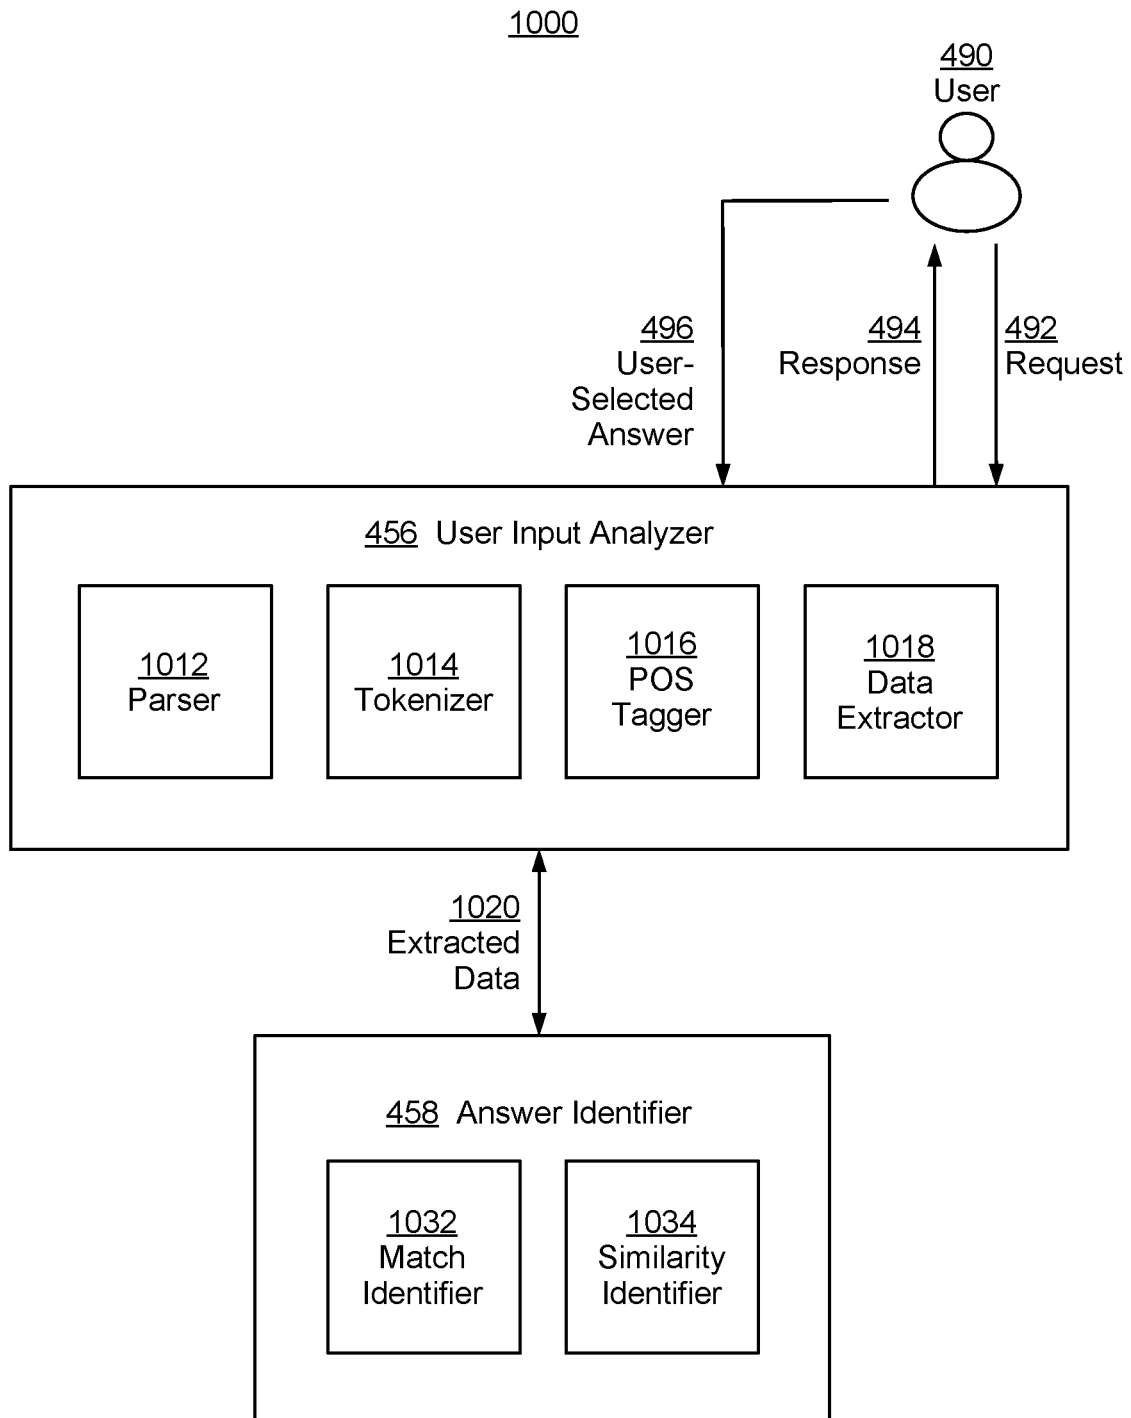 1000
490
User
496
User-
Selected
Answer
494
Response
492
Request
456 User Input Analyzer
1012
Parser
1014
Tokenizer
1016
POS
Tagger
1018
Data
Extractor
1020
Extracted
Data
458 Answer Identifier
1032
Match
Identifier
1034
Similarity
Identifier